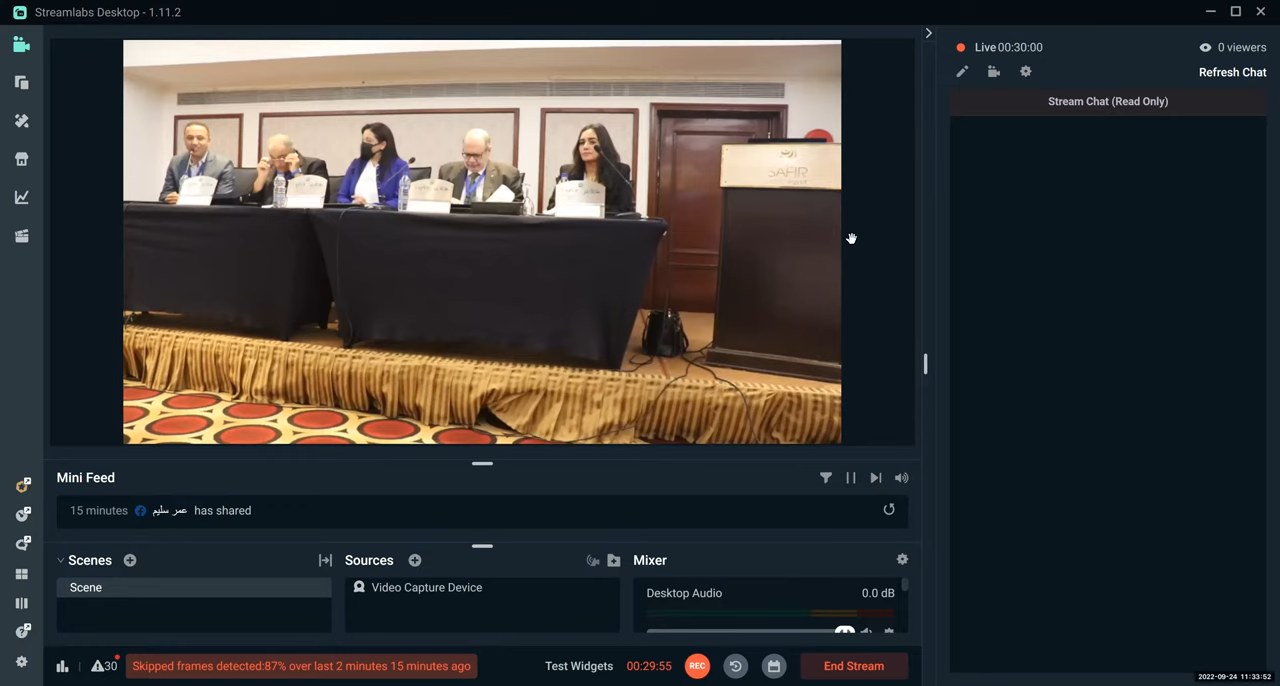 Streamlabs Desktop - 1.11.2
Live 00:30:00
0 viewers
Refresh Chat
Stream Chat (Read Only)
SAFIR
Mini Feed
15 minutes عمر سليم has shared
Scenes
Sources
Mixer
Scene
Video Capture Device
Desktop Audio
0.0 dB
30
Skipped frames detected:87% over last 2 minutes 15 minutes ago
Test Widgets
00:29:55
REC
End Stream
2022-09-24 11:33:52